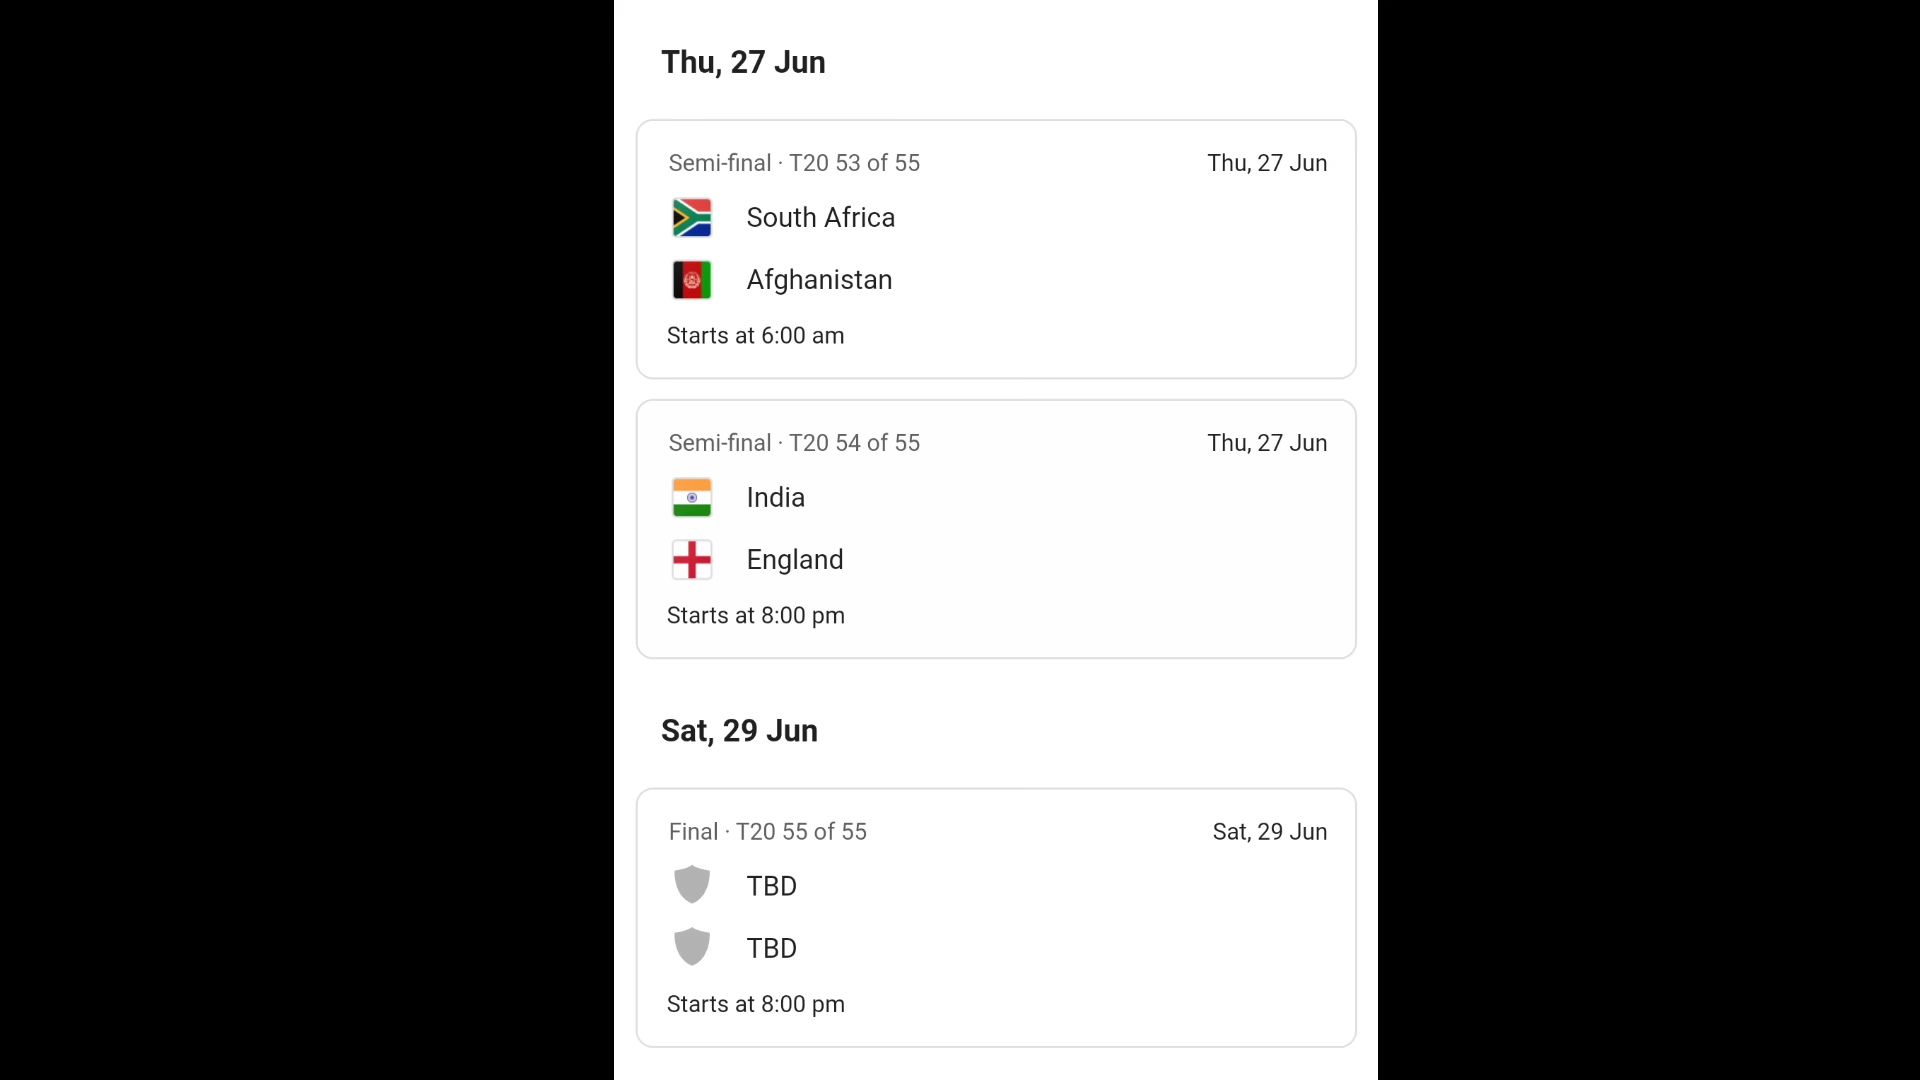 Thu, 27 Jun
Semi-final · T20 53 of 55
Thu, 27 Jun
South Africa
Afghanistan
Starts at 6:00 am
Semi-final · T20 54 of 55
Thu, 27 Jun
India
England
Starts at 8:00 pm
Sat, 29 Jun
Final · T20 55 of 55
Sat, 29 Jun
TBD
TBD
Starts at 8:00 pm